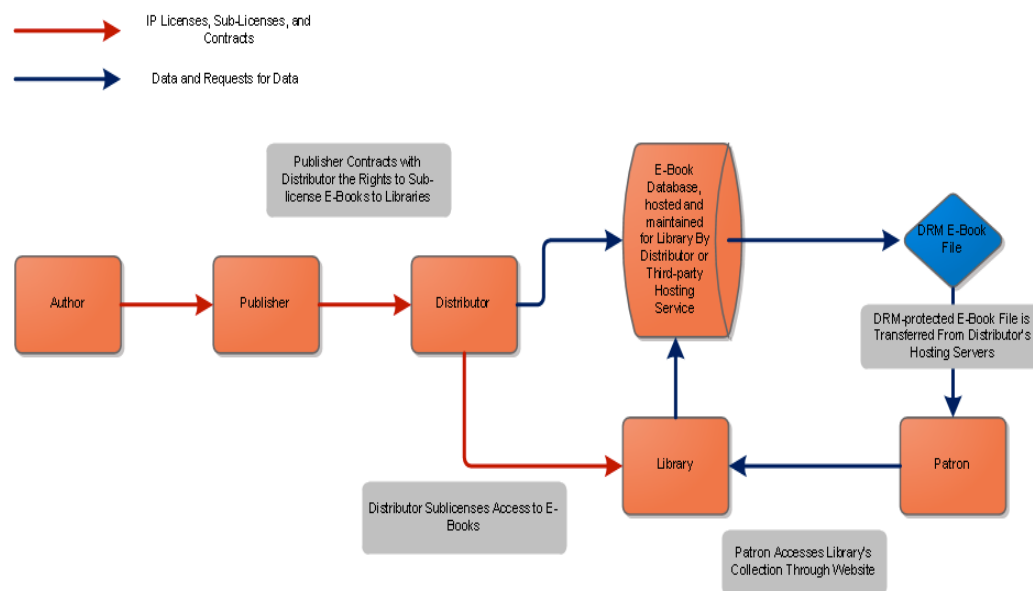 IP Licenses, Sub-Licenses, and
Contracts
Data and Requests for Data
Publisher Contracts with
Distributor the Rights to Sub-
license E-Books to Libraries
E-Book
Database,
hosted and
maintained
for Library By
Distributor or
Third-party
Hosting
Service
DRM E-Book
File
Author
Publisher
Distributor
DRM-protected E-Book File is
Transferred From Distributor's
Hosting Servers
Library
Patron
Distributor Sublicenses Access to E-
Books
Patron Accesses Library's
Collection Through Website